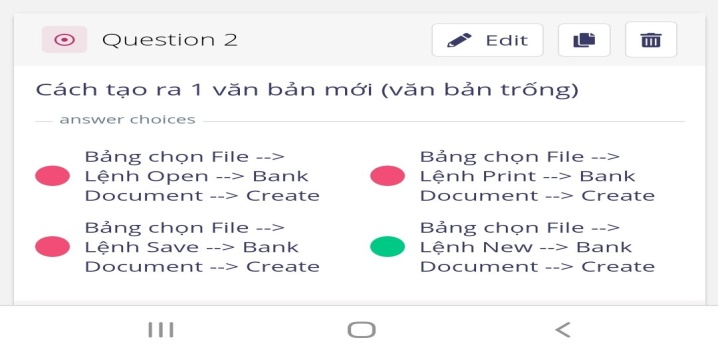 Question 2
Edit
Cách tạo ra 1 văn bản mới (văn bản trống)
answer choices
Bảng chọn File -->
Lệnh Open --> Bank
Document --> Create
Bảng chọn File -->
Lệnh Print --> Bank
Document --> Create
Bảng chọn File -->
Lệnh Save --> Bank
Document --> Create
Bảng chọn File -->
Lệnh New --> Bank
Document --> Create